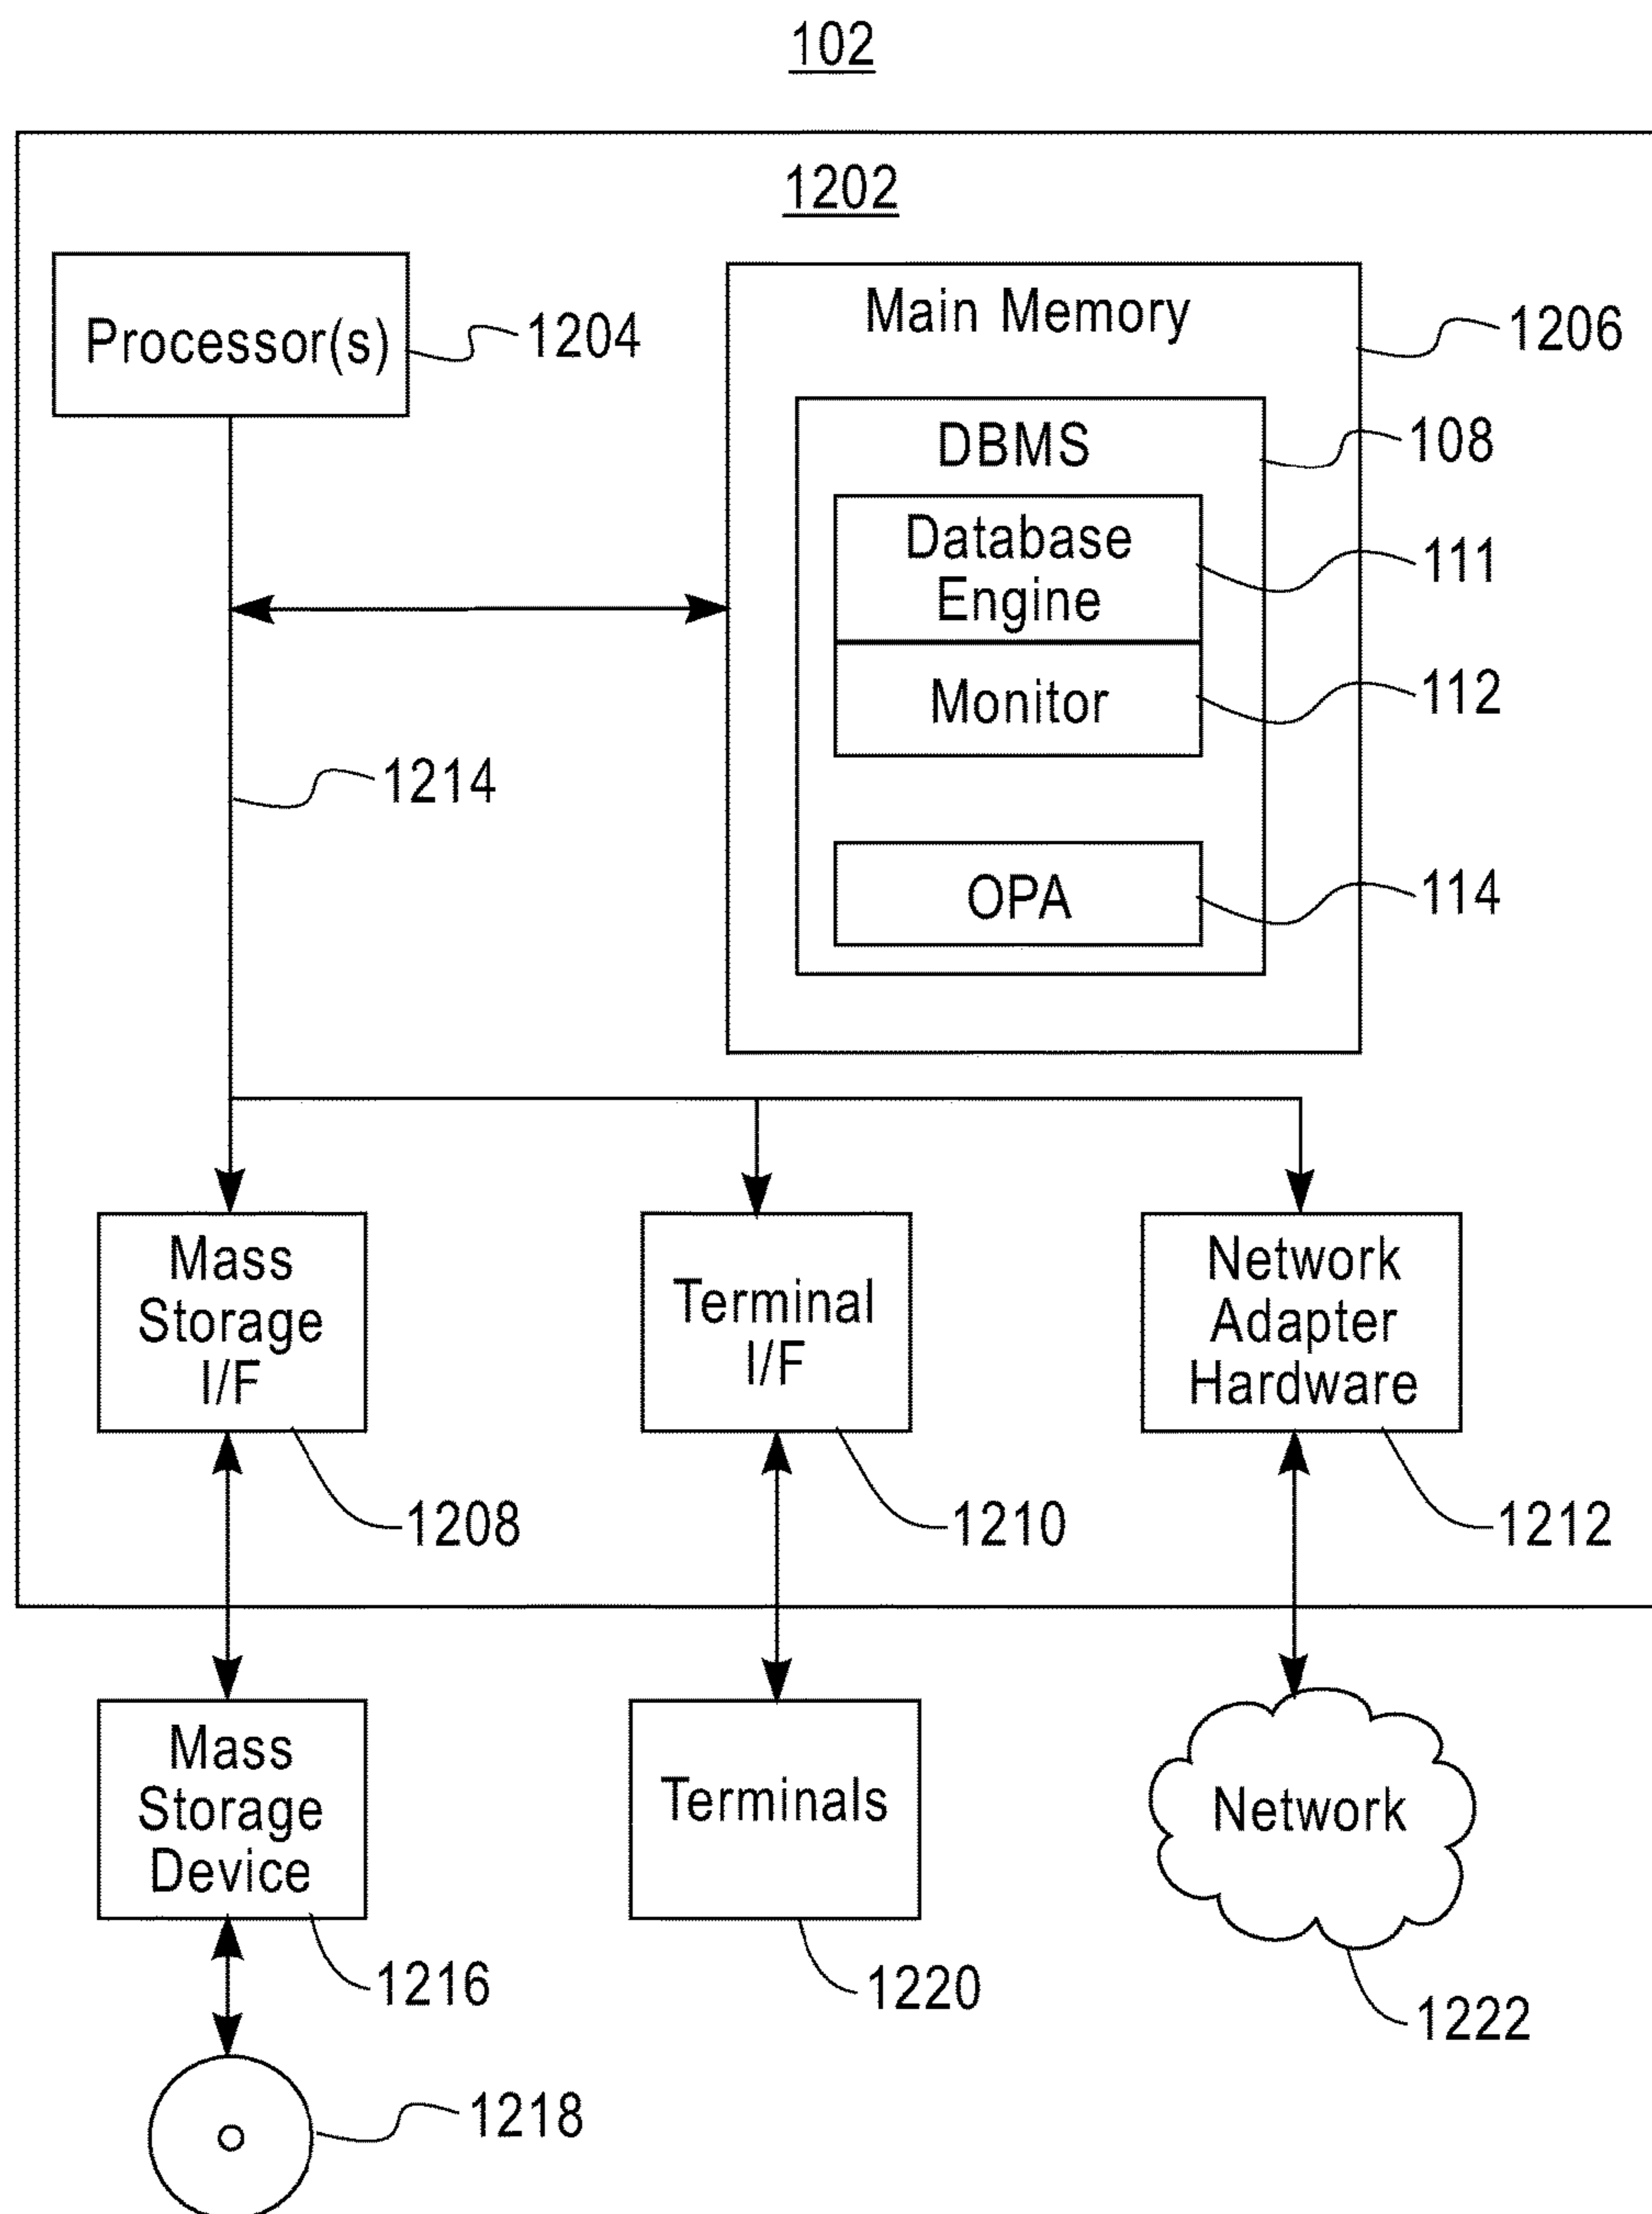 102
1202
Processor(s)
1204
Main Memory
1206
DBMS
108
Database
Engine
111
Monitor
112
1214
OPA
114
Mass
Storage
I/F
Terminal
I/F
Network
Adapter
Hardware
1208
1210
1212
Mass
Storage
Device
Terminals
Network
1216
1220
1222
1218